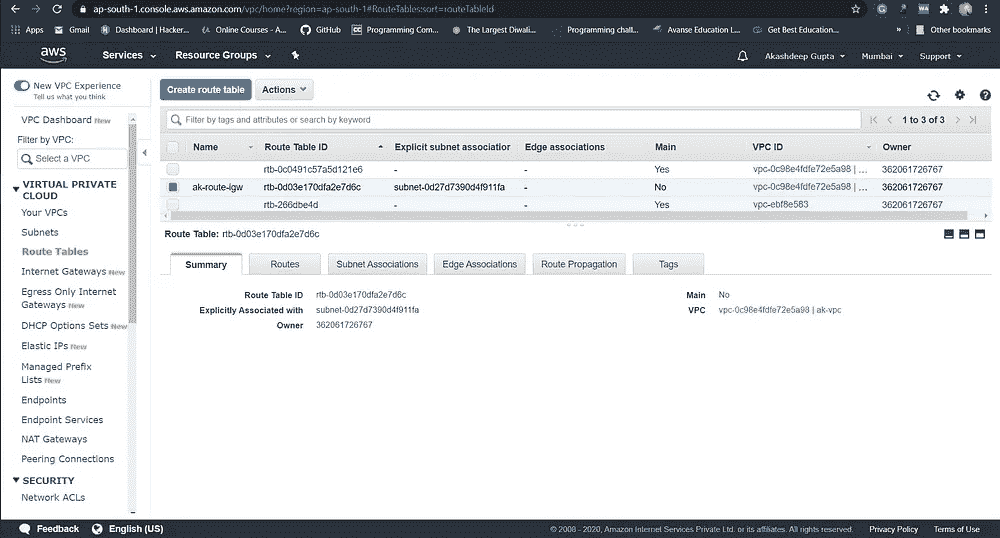 ap-south-1.console.aws.amazon.com/vpc/home?region=ap-south-1#RouteTables:sort=routeTableId
Apps Gmail Dashboard | Hacker... Online Courses - A... GitHub CC Programming Com... The Largest Diwali... Programming chall... Avanse Education L... Get Best Education... » Other bookmarks
aws Services Resource Groups Akashdeep Gupta Mumbai Support
New VPC Experience
Tell us what you think
VPC Dashboard New
Filter by VPC:
Select a VPC
VIRTUAL PRIVATE CLOUD
Your VPCs
Subnets
Route Tables
Internet Gateways New
Egress Only Internet
Gateways New
DHCP Options Sets New
Elastic IPs New
Managed Prefix
Lists New
Endpoints
Endpoint Services
NAT Gateways
Peering Connections
SECURITY
Network ACLs
Create route table Actions
Filter by tags and attributes or search by keyword 1 to 3 of 3
Name Route Table ID Explicit subnet association Edge associations Main VPC ID Owner
rtb-0c0491c57a5d121e6 - - Yes vpc-0c98e4fdfe72e5a98 | ... 362061726767
ak-route-igw rtb-0d03e170dfa2e7d6c subnet-0d27d7390d4f911fa - No vpc-0c98e4fdfe72e5a98 | ... 362061726767
rtb-266dbe4d - - Yes vpc-ebf8e583 362061726767
Route Table: rtb-0d03e170dfa2e7d6c
Summary Routes Subnet Associations Edge Associations Route Propagation Tags
Route Table ID rtb-0d03e170dfa2e7d6c Main No
Explicitly Associated with subnet-0d27d7390d4f911fa VPC vpc-0c98e4fdfe72e5a98 | ak-vpc
Owner 362061726767
Feedback English (US) © 2008 - 2020, Amazon Internet Services Private Ltd. or its affiliates. All rights reserved. Privacy Policy Terms of Use